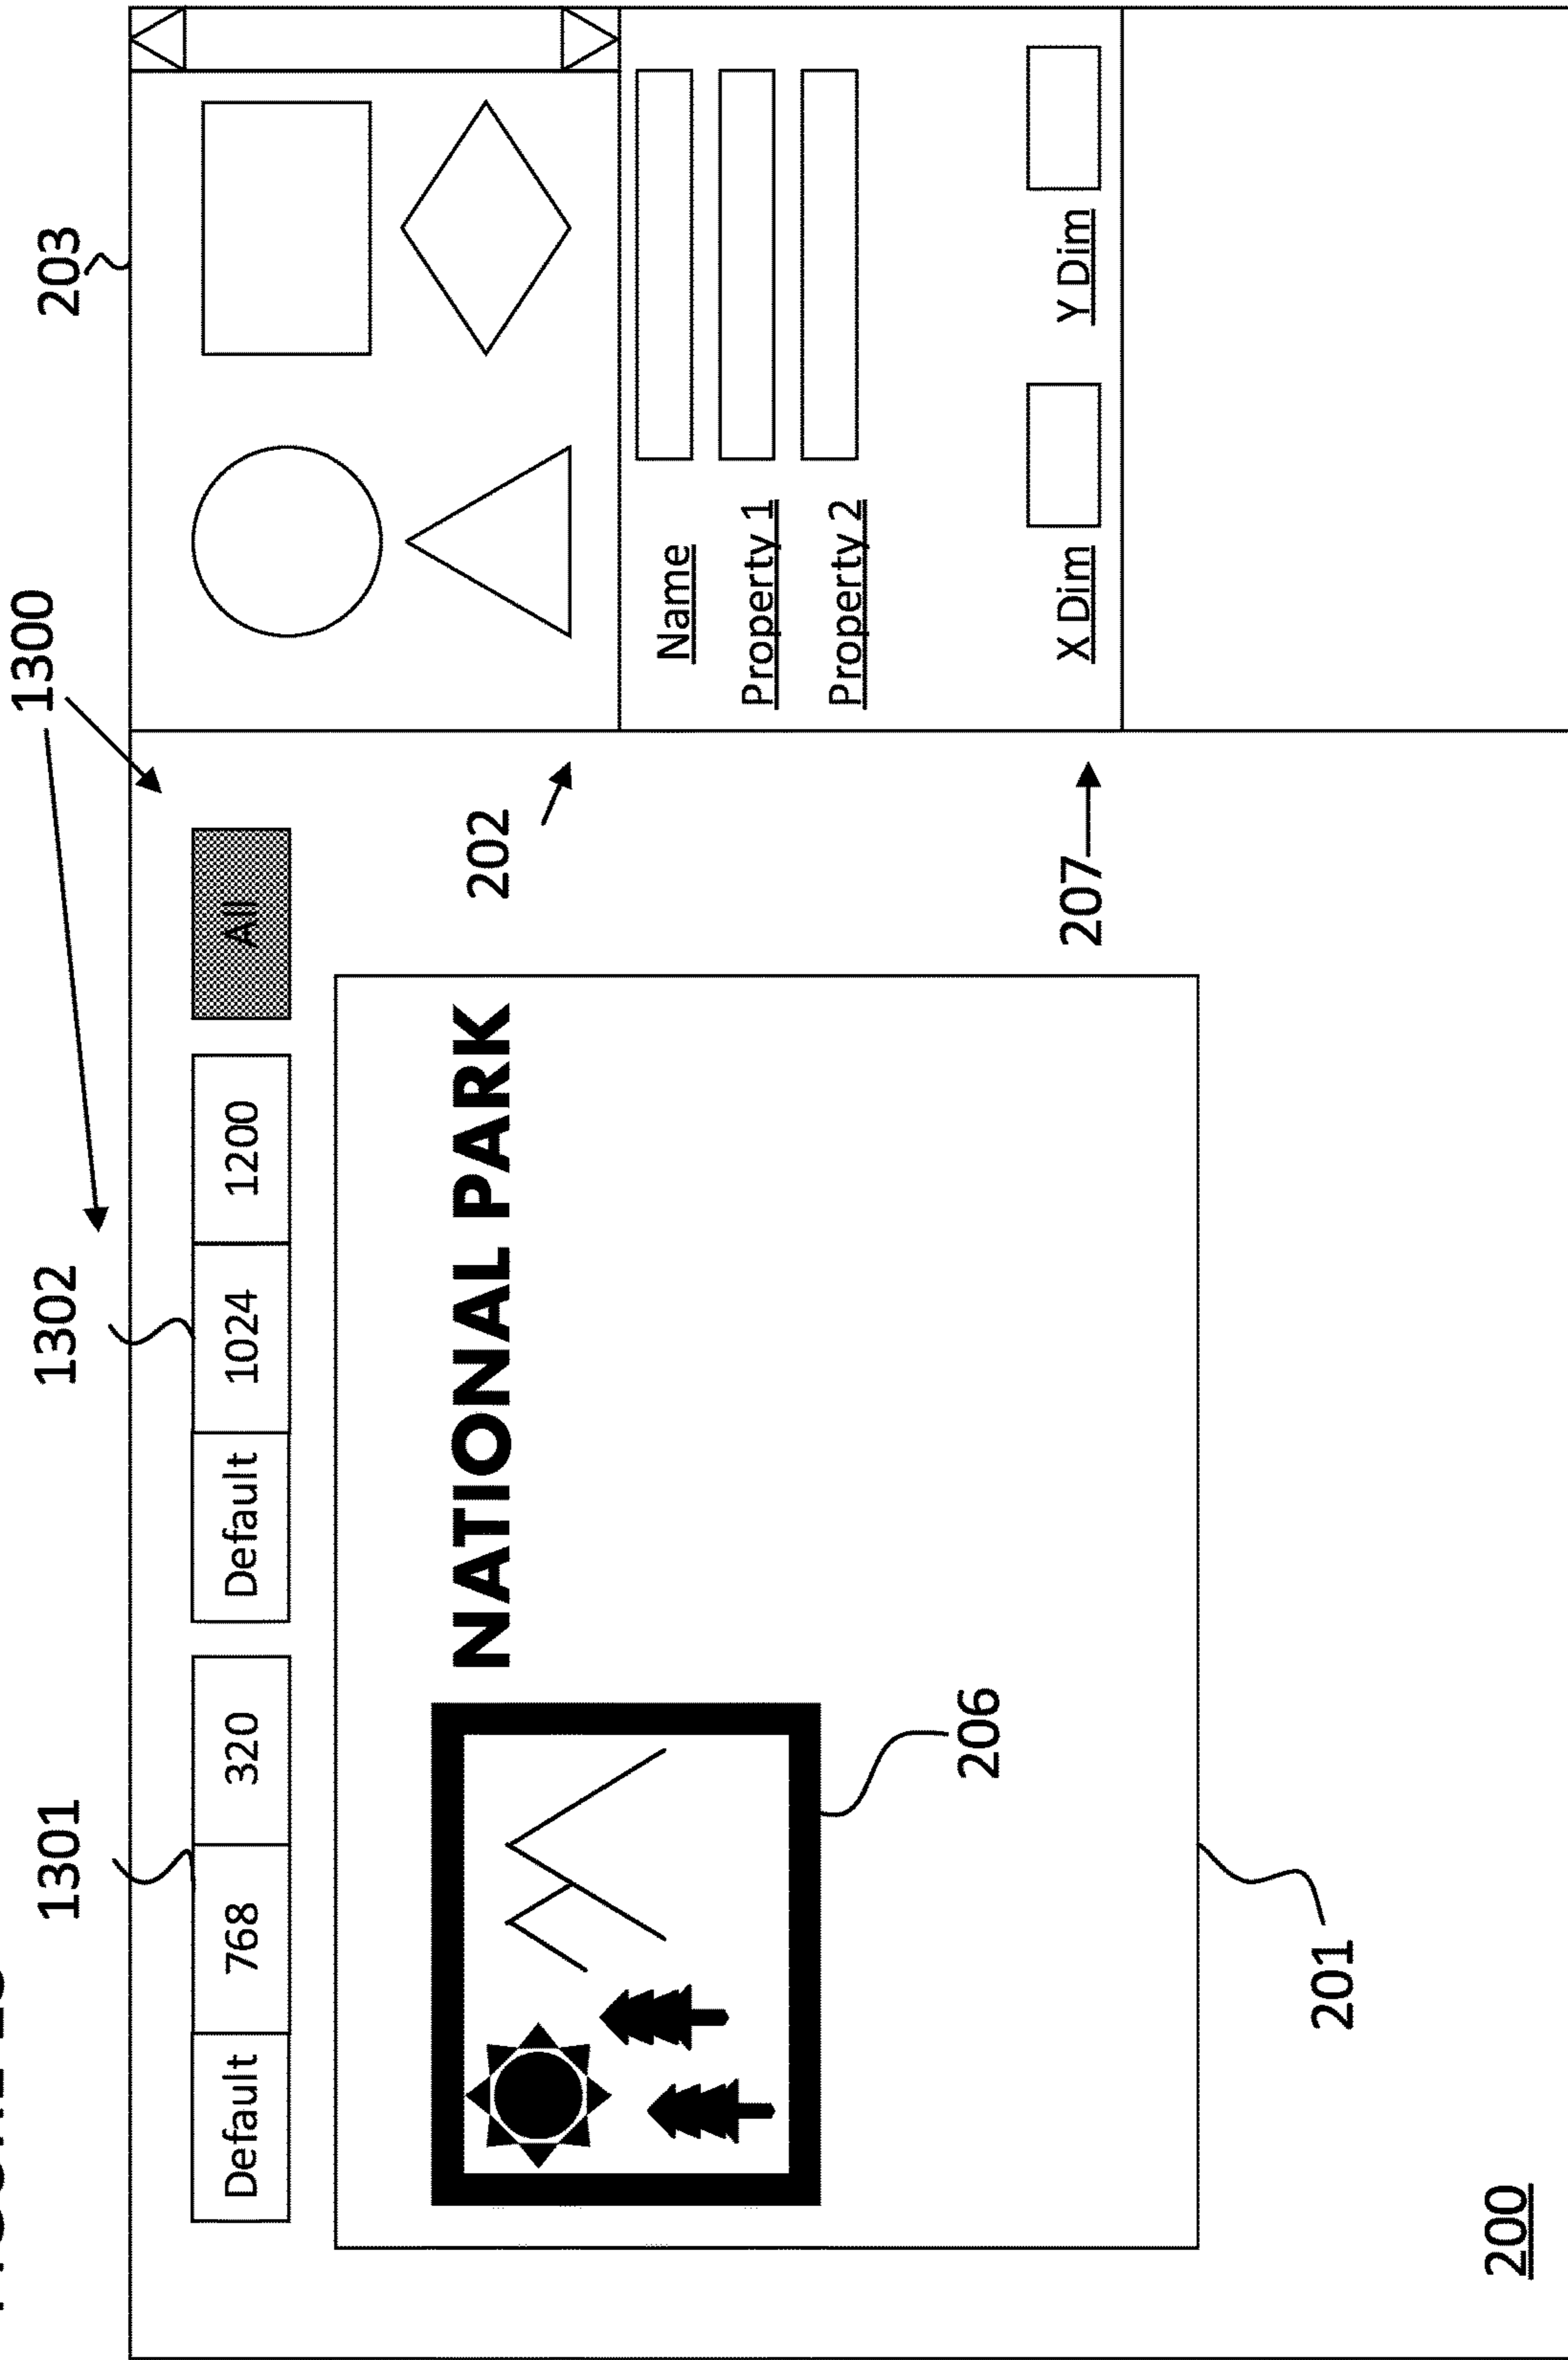 1301
1302
1300
203
Default
768
320
Default
1024
1200
All
NATIONAL PARK
202
Name
Property 1
Property 2
206
207
X Dim
Y Dim
201
200